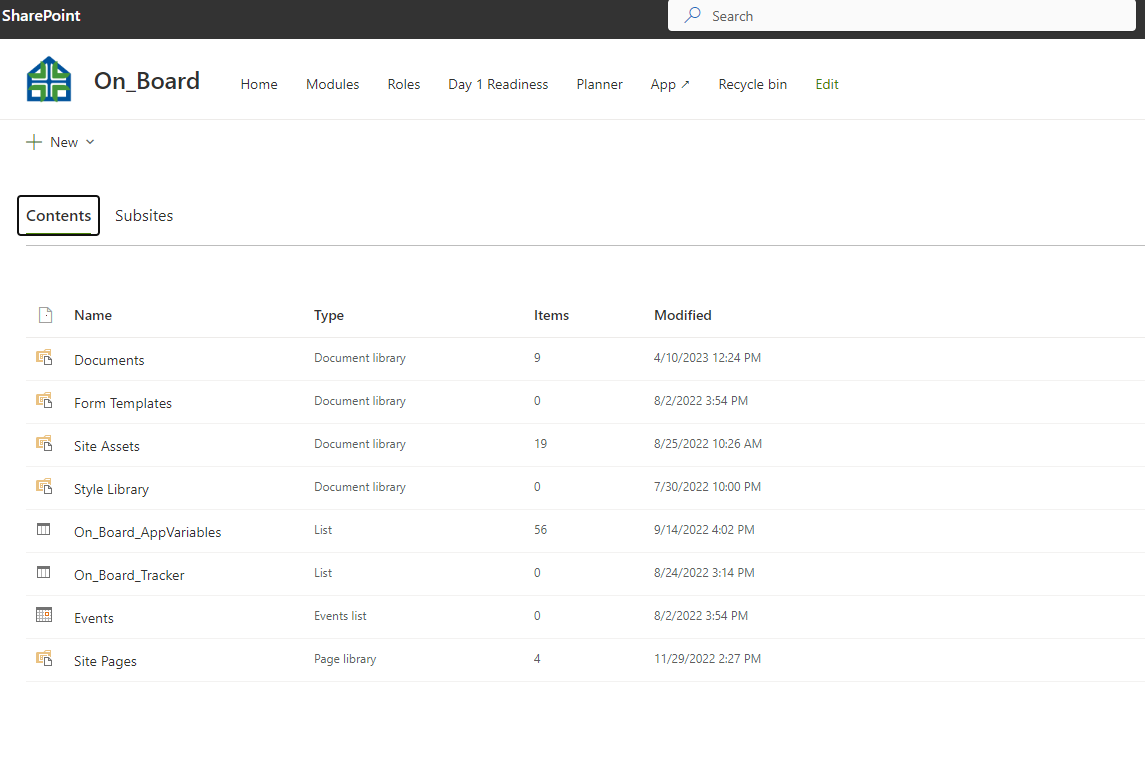 SharePoint
Search
On_Board
Home Modules Roles Day 1 Readiness Planner App ↗ Recycle bin Edit
New
Contents Subsites
Name Type Items Modified
Documents Document library 9 4/10/2023 12:24 PM
Form Templates Document library 0 8/2/2022 3:54 PM
Site Assets Document library 19 8/25/2022 10:26 AM
Style Library Document library 0 7/30/2022 10:00 PM
On_Board_AppVariables List 56 9/14/2022 4:02 PM
On_Board_Tracker List 0 8/24/2022 3:14 PM
Events Events list 0 8/2/2022 3:54 PM
Site Pages Page library 4 11/29/2022 2:27 PM